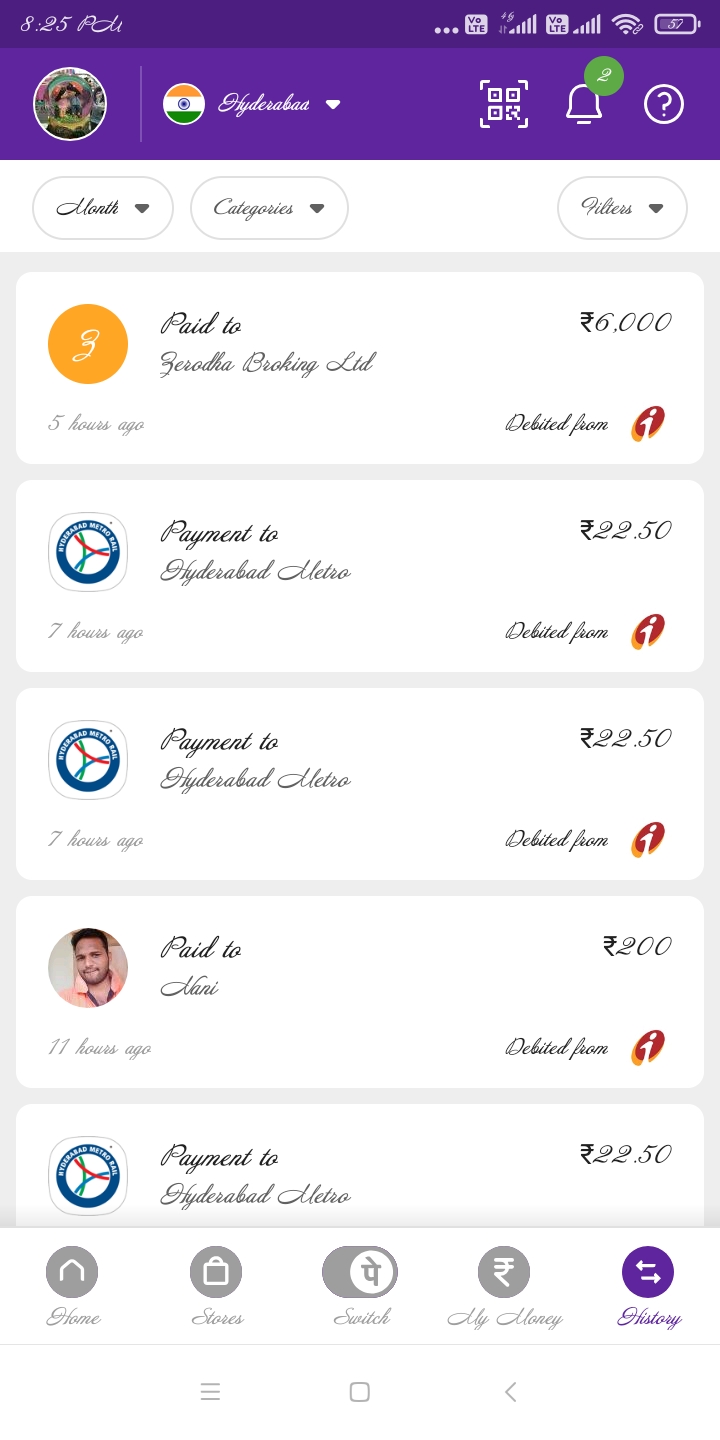 8:25 PM
Vo LTE 4G Vo LTE 57
Hyderabad 2
Month Categories Filters
Z Paid to ₹6,000
Zerodha Broking Ltd
5 hours ago Debited from
HYDERABAD METRO RAIL Payment to ₹22.50
Hyderabad Metro
7 hours ago Debited from
HYDERABAD METRO RAIL Payment to ₹22.50
Hyderabad Metro
7 hours ago Debited from
Paid to ₹200
Nani
11 hours ago Debited from
HYDERABAD METRO RAIL Payment to ₹22.50
Hyderabad Metro
पे ₹
Home Stores Switch My Money History